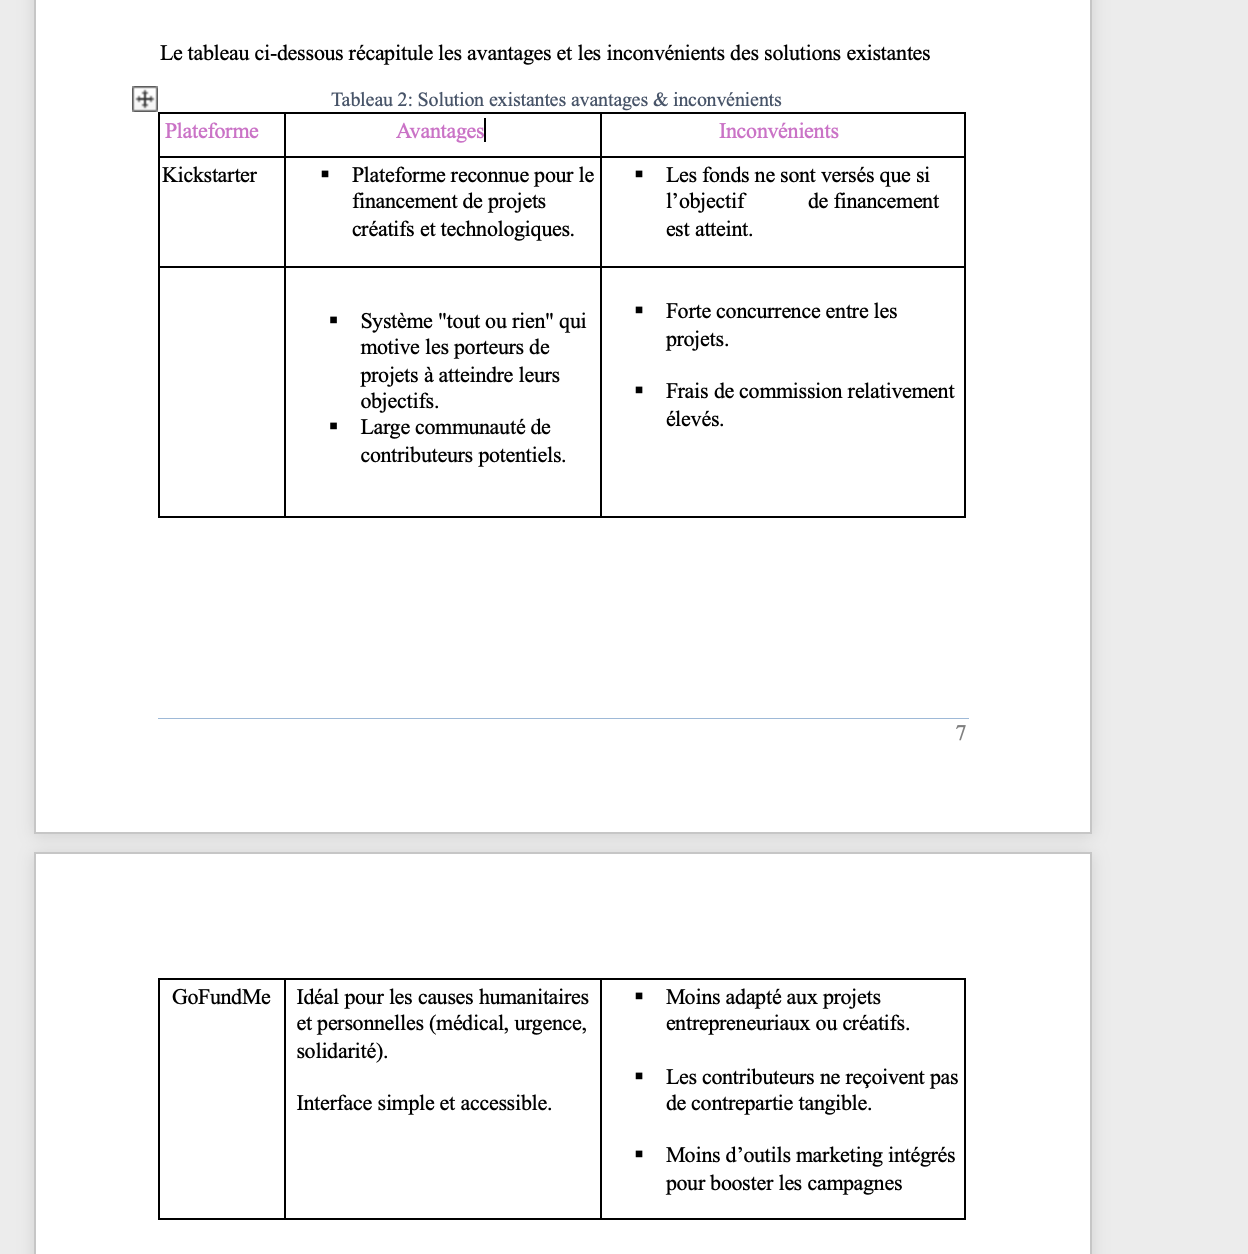 Le tableau ci-dessous récapitule les avantages et les inconvénients des solutions existantes
Tableau 2: Solution existantes avantages & inconvénients
Plateforme
Avantages
Inconvénients
Kickstarter
▪ Plateforme reconnue pour le
financement de projets
créatifs et technologiques.
▪ Les fonds ne sont versés que si
l’objectif de financement
est atteint.
▪ Système "tout ou rien" qui
motive les porteurs de
projets à atteindre leurs
objectifs.
▪ Large communauté de
contributeurs potentiels.
▪ Forte concurrence entre les
projets.
▪ Frais de commission relativement
élevés.
7
GoFundMe
Idéal pour les causes humanitaires
et personnelles (médical, urgence,
solidarité).
Interface simple et accessible.
▪ Moins adapté aux projets
entrepreneuriaux ou créatifs.
▪ Les contributeurs ne reçoivent pas
de contrepartie tangible.
▪ Moins d’outils marketing intégrés
pour booster les campagnes